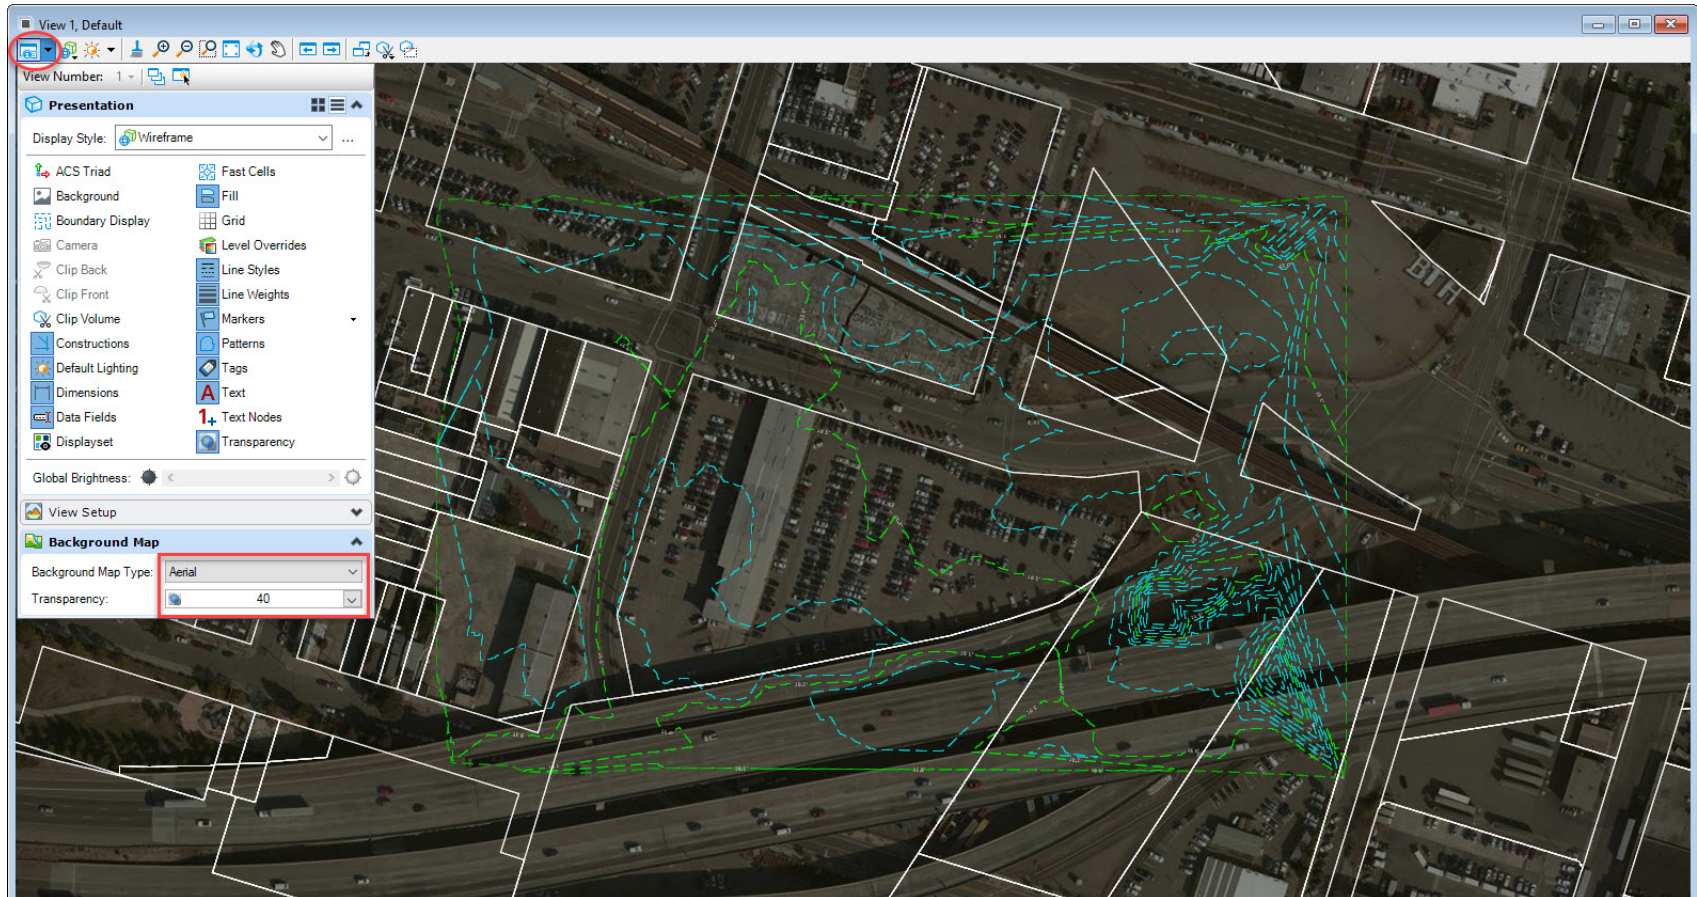 View 1, Default
View Number: 1
Presentation
Display Style: Wireframe ...
ACS Triad Fast Cells
Background Fill
Boundary Display Grid
Camera Level Overrides
Clip Back Line Styles
Clip Front Line Weights
Clip Volume Markers
Constructions Patterns
Default Lighting Tags
Dimensions Text
Data Fields Text Nodes
Displayset Transparency
Global Brightness:
View Setup
Background Map
Background Map Type: Aerial
Transparency: 40